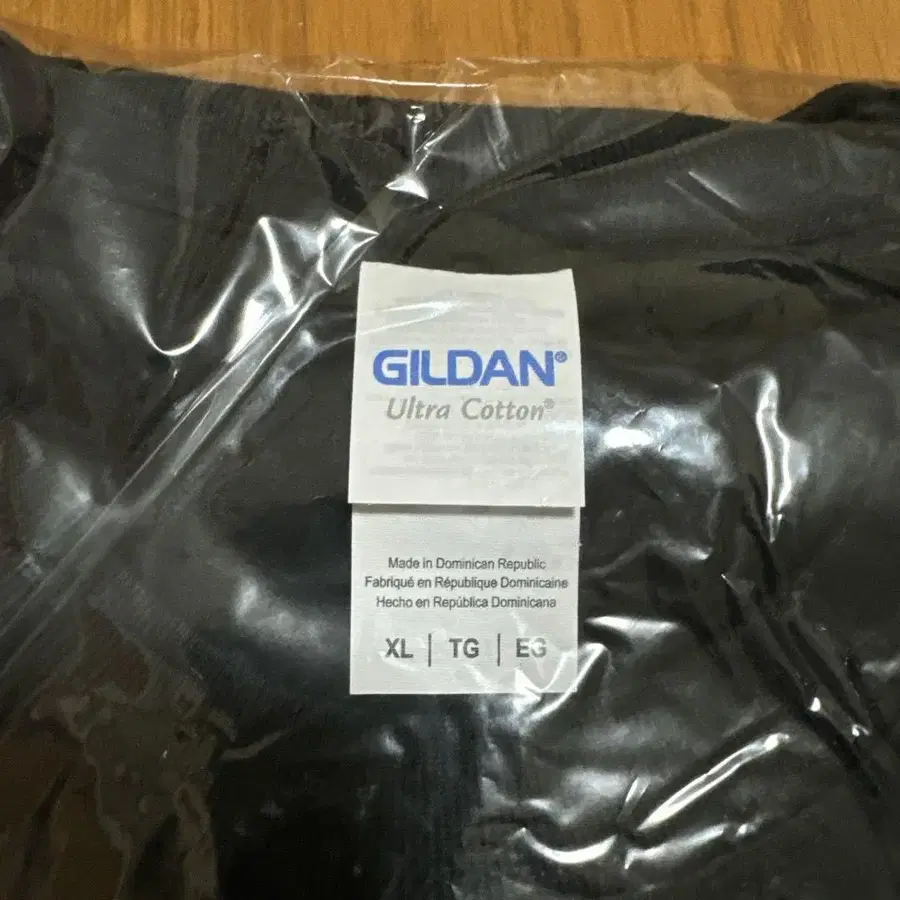 GILDAN®
Ultra Cotton®
Made in Dominican Republic
Fabriqué en République Dominicaine
Hecho en República Dominicana
XL | TG | EG